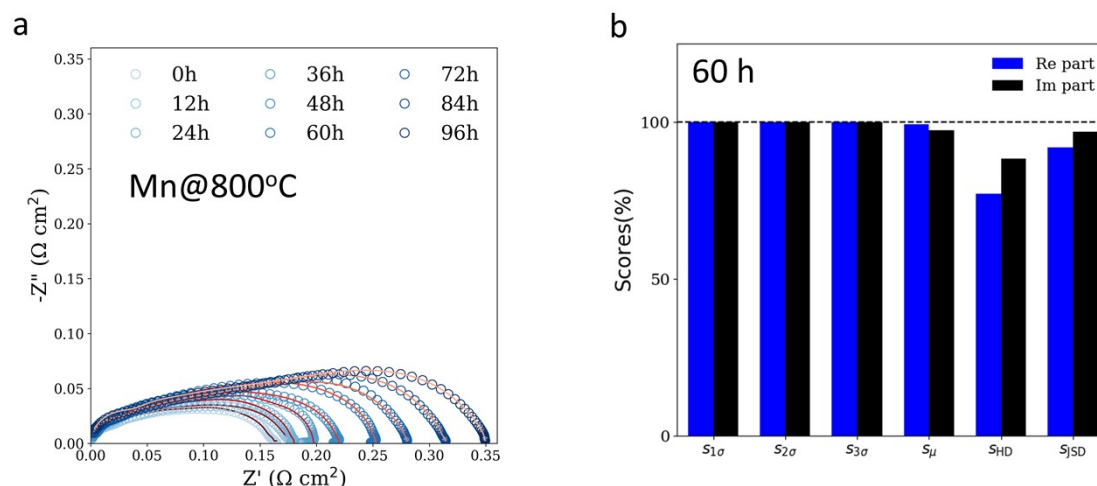 a
0.35
0.30
0.25
0.20
0.15
0.10
0.05
0.00
-Z" (Ω cm²)
0h 36h 72h
12h 48h 84h
24h 60h 96h
Mn@800°C
0.00 0.05 0.10 0.15 0.20 0.25 0.30 0.35
Z' (Ω cm²)
b
60 h
Re part
Im part
100
50
0
Scores(%)
s1σ s2σ s3σ sμ sHD sJSD